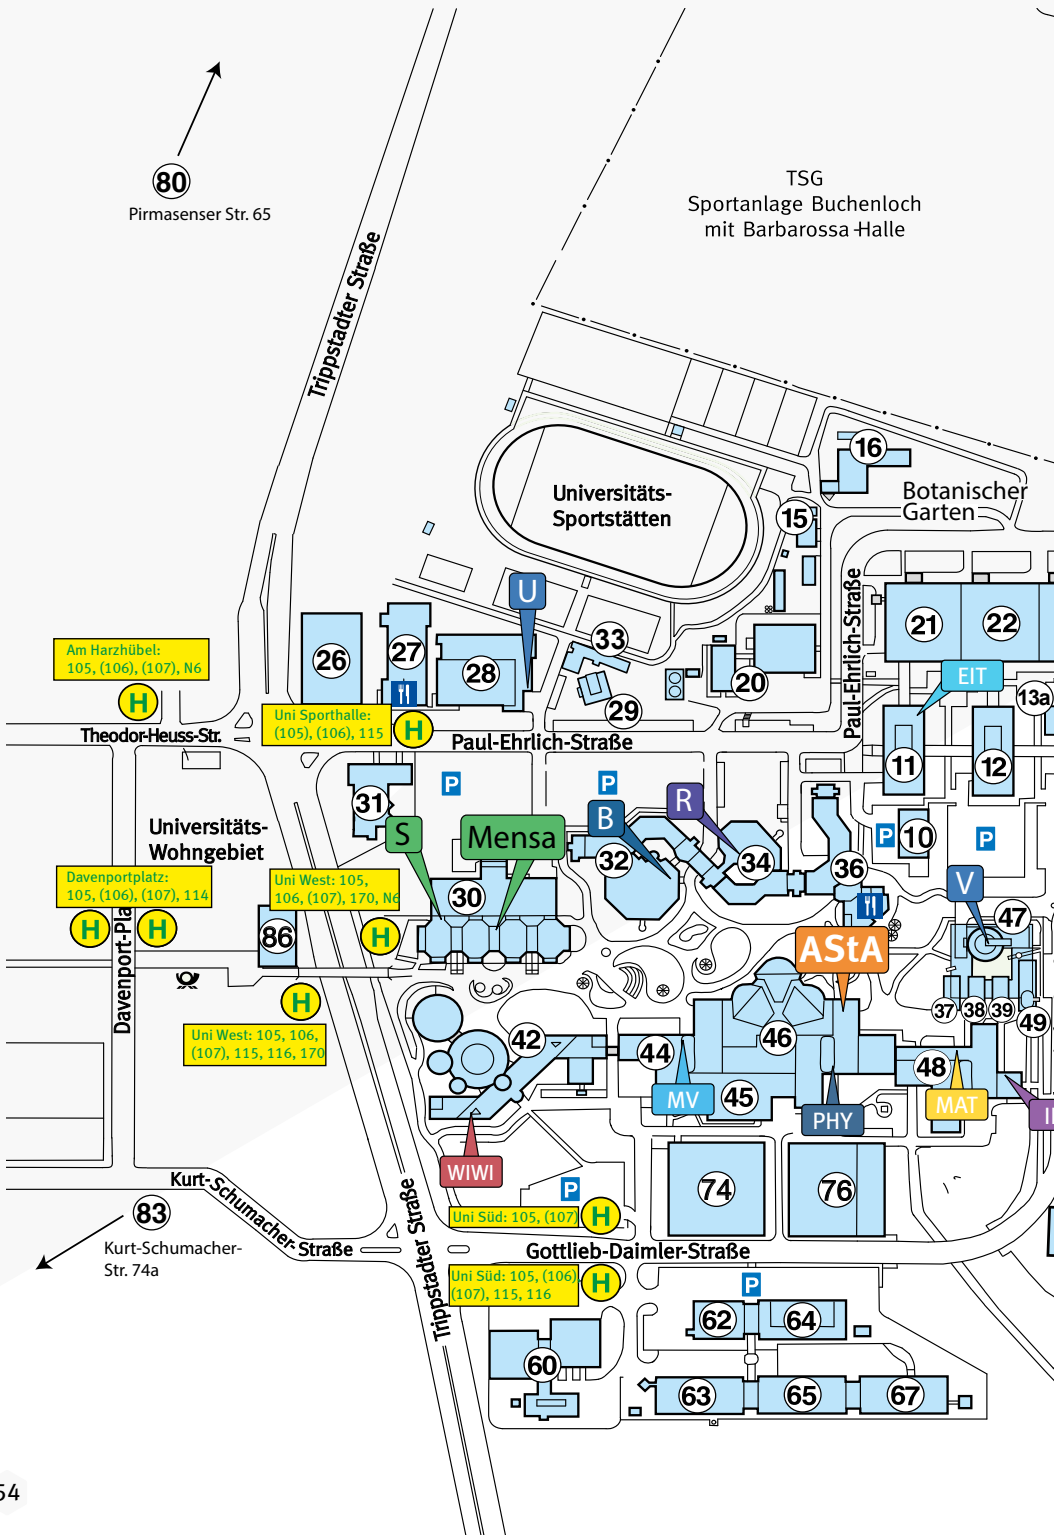 80
Pirmasenser Str. 65
TSG
Sportanlage Buchenloch
mit Barbarossa-Halle
Trippstadter Straße
16
Universitäts-
Sportstätten
Botanischer
Garten
15
Paul-Ehrlich-Straße
U
21
22
33
27
26
28
20
29
EIT
13a
Am Harzhübel:
105, (106), (107), N6
H
Uni Sporthalle:
(105), (106), 115
H
Theodor-Heuss-Str.
Paul-Ehrlich-Straße
11
12
P
P
31
R
B
S
Mensa
32
34
36
P
10
P
Universitäts-
Wohngebiet
Davenportplatz:
105, (106), (107), 114
H
H
Uni West: 105,
106, (107), 170, N6
H
30
V
47
86
AStA
Davenport-Pla
H
Uni West: 105, 106,
(107), 115, 116, 170
37
38
39
49
42
44
46
48
45
MV
PHY
MAT
WIWI
74
76
P
Uni Süd: 105, (107)
H
Kurt-Schumacher-Straße
83
Kurt-Schumacher-
Str. 74a
Trippstadter Straße
Gottlieb-Daimler-Straße
Uni Süd: 105, (106)
(107), 115, 116
H
P
62
64
60
63
65
67
54